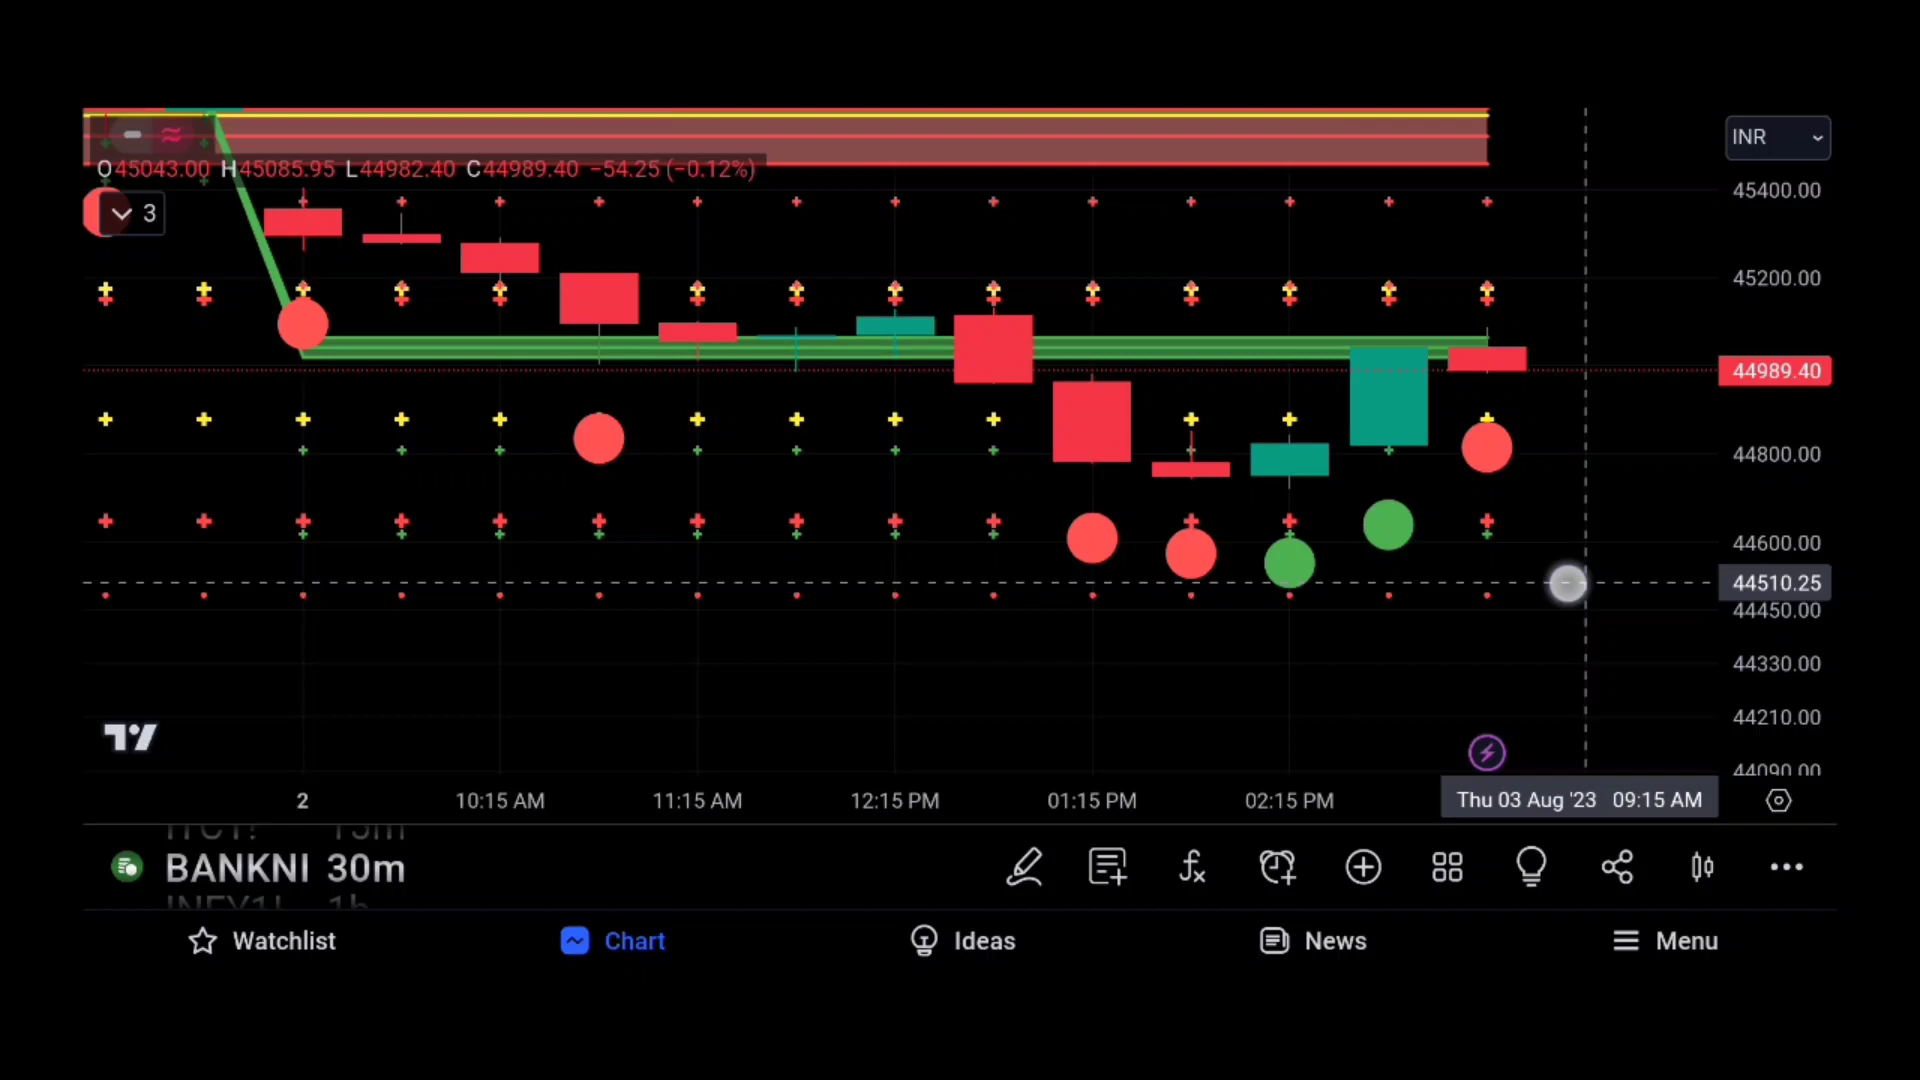 O45043.00 H45085.95 L44982.40 C44989.40 −54.25 (−0.12%)
3
INR
45400.00
45200.00
44989.40
44800.00
44600.00
44510.25
44450.00
44330.00
44210.00
44090.00
2 10:15 AM 11:15 AM 12:15 PM 01:15 PM 02:15 PM Thu 03 Aug '23 09:15 AM
BANKNI 30m
Watchlist Chart Ideas News Menu